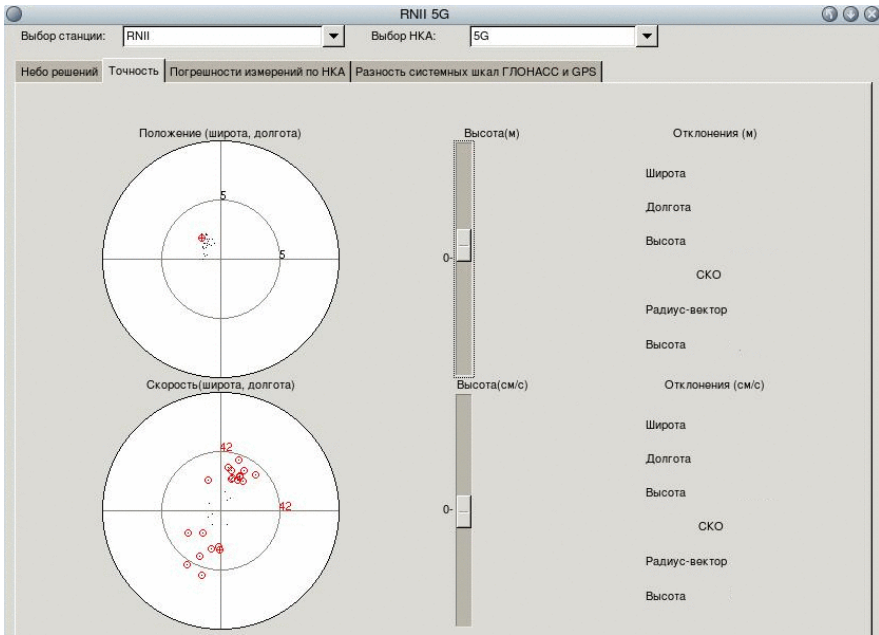 RNII 5G
Выбор станции: RNII Выбор НКА: 5G
Небо решений Точность Погрешности измерений по НКА Разность системных шкал ГЛОНАСС и GPS
Положение (широта, долгота) Высота(м) Отклонения (м)
5
5
0-
Широта
Долгота
Высота
СКО
Радиус-вектор
Высота
Скорость(широта, долгота) Высота(см/с) Отклонения (см/с)
42
42
0-
Широта
Долгота
Высота
СКО
Радиус-вектор
Высота